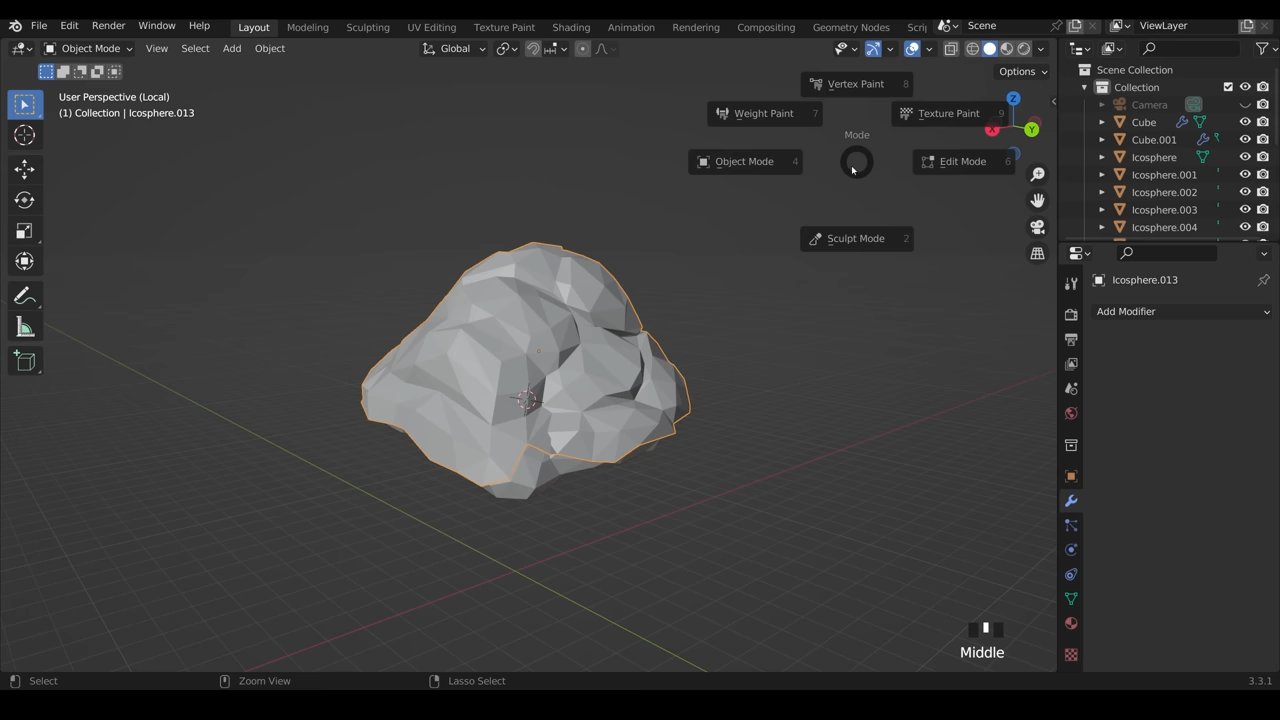 File Edit Render Window Help
Layout Modeling Sculpting UV Editing Texture Paint Shading Animation Rendering Compositing Geometry Nodes Scri
Scene
ViewLayer
Object Mode View Select Add Object
Global
Options
User Perspective (Local)
(1) Collection | Icosphere.013
Vertex Paint 8
Weight Paint 7
Texture Paint 9
Mode
Object Mode 4
Edit Mode 6
Sculpt Mode 2
Z
X
Y
Scene Collection
Collection
Camera
Cube
Cube.001
Icosphere
Icosphere.001
Icosphere.002
Icosphere.003
Icosphere.004
Icosphere.013
Add Modifier
Middle
Select
Zoom View
Lasso Select
3.3.1